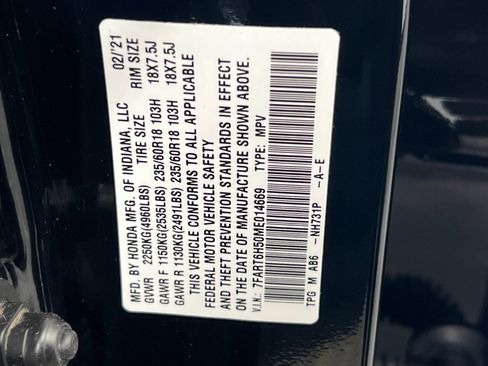 MFD. BY HONDA MFG. OF INDIANA, LLC 02/'21
TIRE SIZE RIM SIZE
GVWR 2250KG(4960LBS)
GAWR F 1150KG(2535LBS) 235/60R18 103H 18X7.5J
GAWR R 1130KG(2491LBS) 235/60R18 103H 18X7.5J
THIS VEHICLE CONFORMS TO ALL APPLICABLE
FEDERAL MOTOR VEHICLE SAFETY
AND THEFT PREVENTION STANDARDS IN EFFECT
ON THE DATE OF MANUFACTURE SHOWN ABOVE.
V.I.N.: 7FART6H50ME014669 TYPE: MPV
TPG M AB6 -NH731P -A-E